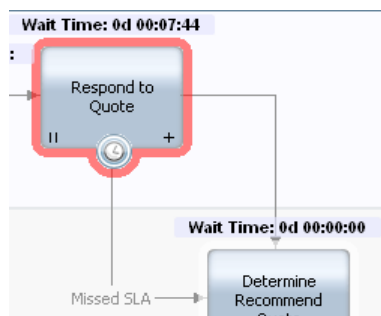 Wait Time: 0d 00:07:44
:
Respond to
Quote
Wait Time: 0d 00:00:00
Determine
Recommend
Missed SLA